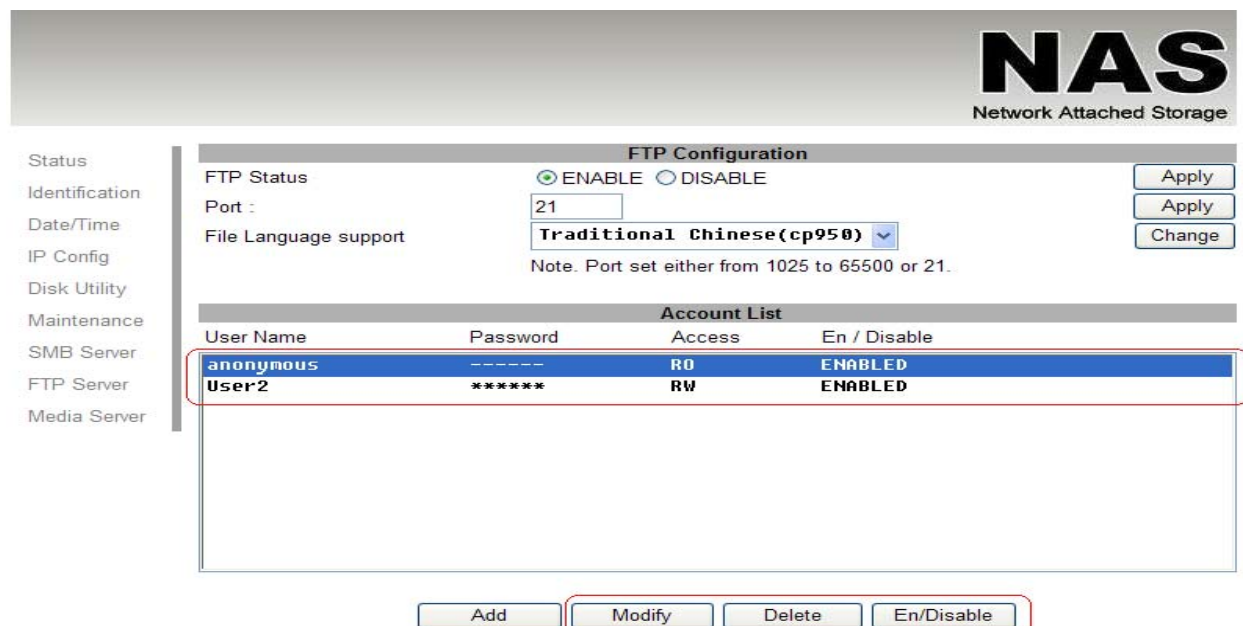 NAS
Network Attached Storage
Status
Identification
Date/Time
IP Config
Disk Utility
Maintenance
SMB Server
FTP Server
Media Server
FTP Configuration
FTP Status ENABLE DISABLE Apply
Port : 21 Apply
File Language support Traditional Chinese(cp950) Change
Note. Port set either from 1025 to 65500 or 21.
Account List
User Name Password Access En / Disable
anonymous ------ RO ENABLED
User2 ****** RW ENABLED
Add Modify Delete En/Disable